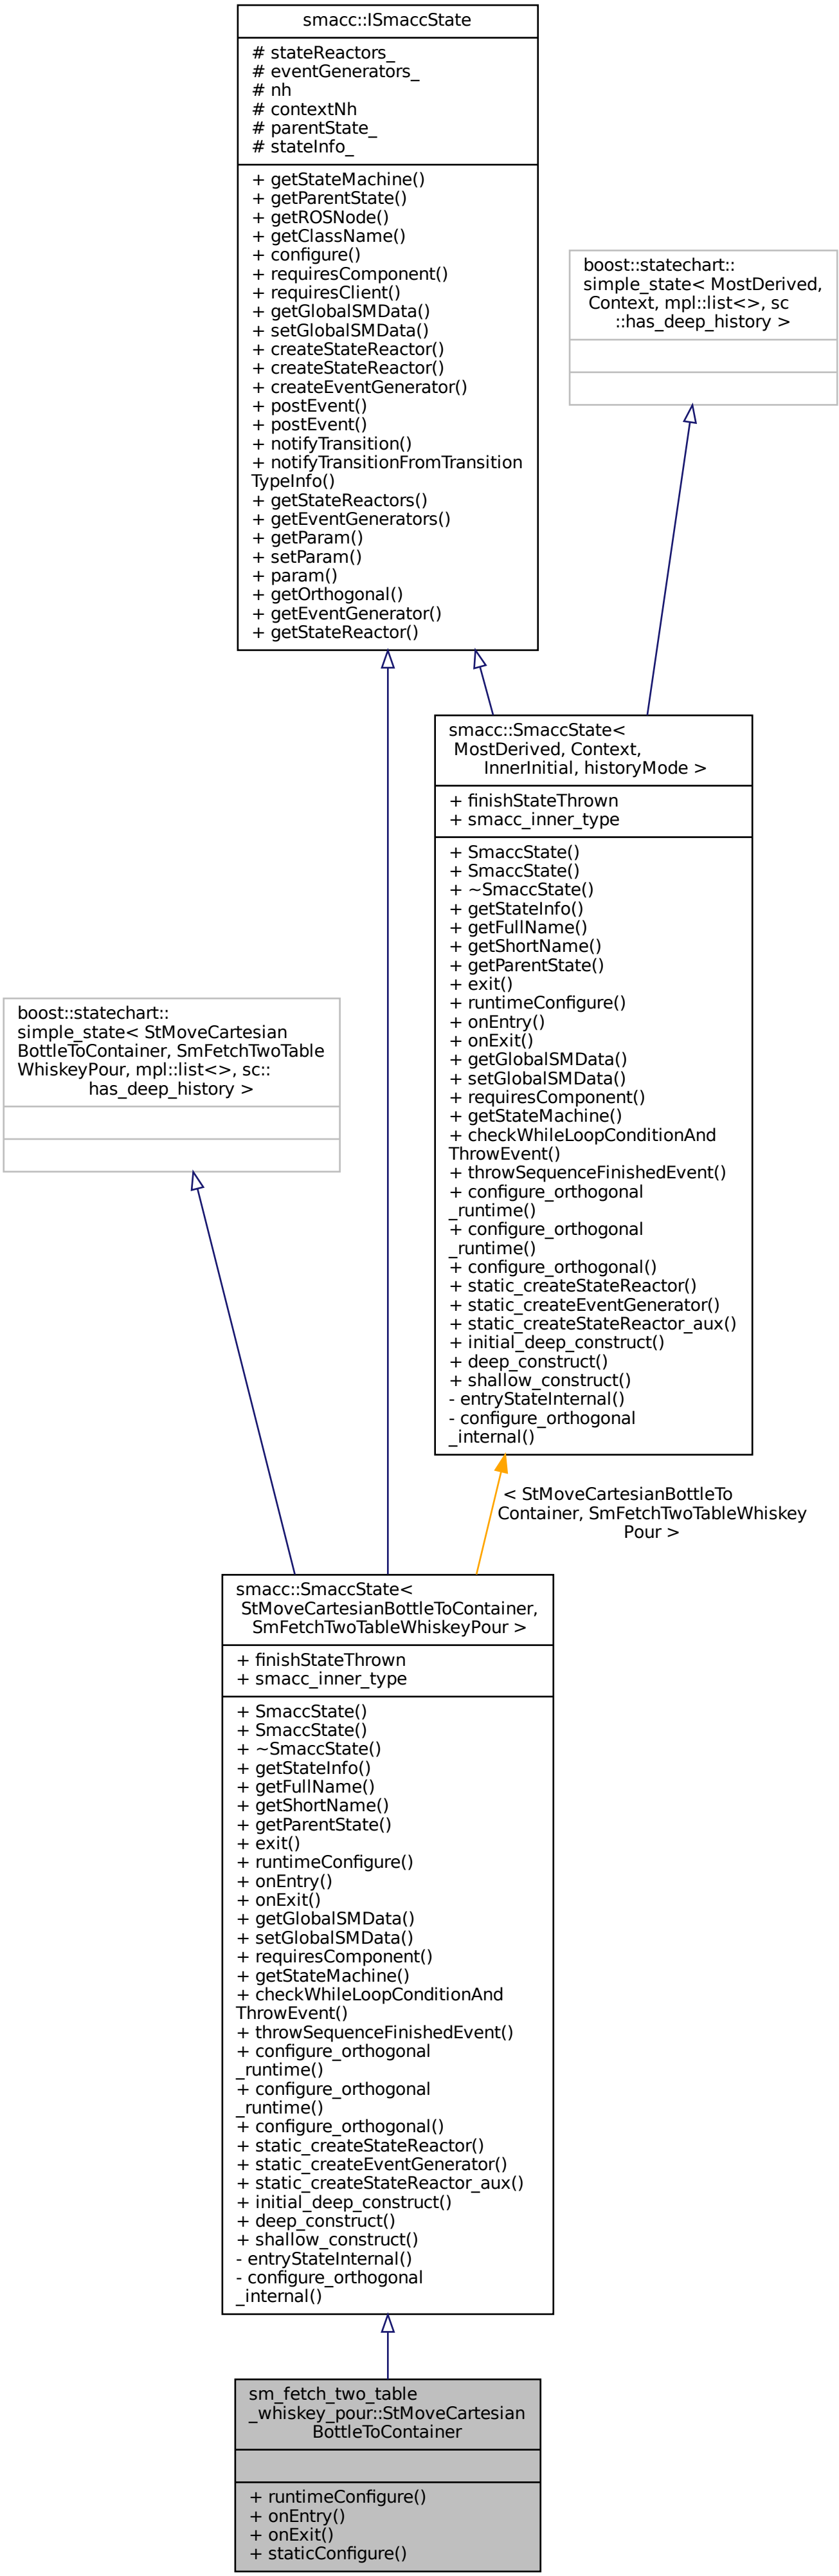 smacc::ISmaccState
# stateReactors_
# eventGenerators_
# nh
# contextNh
# parentState_
# stateInfo_
+ getStateMachine()
+ getParentState()
+ getROSNode()
+ getClassName()
+ configure()
+ requiresComponent()
+ requiresClient()
+ getGlobalSMData()
+ setGlobalSMData()
+ createStateReactor()
+ createStateReactor()
+ createEventGenerator()
+ postEvent()
+ postEvent()
+ notifyTransition()
+ notifyTransitionFromTransition
TypeInfo()
+ getStateReactors()
+ getEventGenerators()
+ getParam()
+ setParam()
+ param()
+ getOrthogonal()
+ getEventGenerator()
+ getStateReactor()
boost::statechart::
simple_state< MostDerived,
Context, mpl::list<>, sc
::has_deep_history >
smacc::SmaccState<
MostDerived, Context,
InnerInitial, historyMode >
+ finishStateThrown
+ smacc_inner_type
+ SmaccState()
+ SmaccState()
+ ~SmaccState()
+ getStateInfo()
+ getFullName()
+ getShortName()
+ getParentState()
+ exit()
+ runtimeConfigure()
+ onEntry()
+ onExit()
+ getGlobalSMData()
+ setGlobalSMData()
+ requiresComponent()
+ getStateMachine()
+ checkWhileLoopConditionAnd
ThrowEvent()
+ throwSequenceFinishedEvent()
+ configure_orthogonal
_runtime()
+ configure_orthogonal
_runtime()
+ configure_orthogonal()
+ static_createStateReactor()
+ static_createEventGenerator()
+ static_createStateReactor_aux()
+ initial_deep_construct()
+ deep_construct()
+ shallow_construct()
- entryStateInternal()
- configure_orthogonal
_internal()
boost::statechart::
simple_state< StMoveCartesian
BottleToContainer, SmFetchTwoTable
WhiskeyPour, mpl::list<>, sc::
has_deep_history >
< StMoveCartesianBottleTo
Container, SmFetchTwoTableWhiskey
Pour >
smacc::SmaccState<
StMoveCartesianBottleToContainer,
SmFetchTwoTableWhiskeyPour >
+ finishStateThrown
+ smacc_inner_type
+ SmaccState()
+ SmaccState()
+ ~SmaccState()
+ getStateInfo()
+ getFullName()
+ getShortName()
+ getParentState()
+ exit()
+ runtimeConfigure()
+ onEntry()
+ onExit()
+ getGlobalSMData()
+ setGlobalSMData()
+ requiresComponent()
+ getStateMachine()
+ checkWhileLoopConditionAnd
ThrowEvent()
+ throwSequenceFinishedEvent()
+ configure_orthogonal
_runtime()
+ configure_orthogonal
_runtime()
+ configure_orthogonal()
+ static_createStateReactor()
+ static_createEventGenerator()
+ static_createStateReactor_aux()
+ initial_deep_construct()
+ deep_construct()
+ shallow_construct()
- entryStateInternal()
- configure_orthogonal
_internal()
sm_fetch_two_table
_whiskey_pour::StMoveCartesian
BottleToContainer
+ runtimeConfigure()
+ onEntry()
+ onExit()
+ staticConfigure()